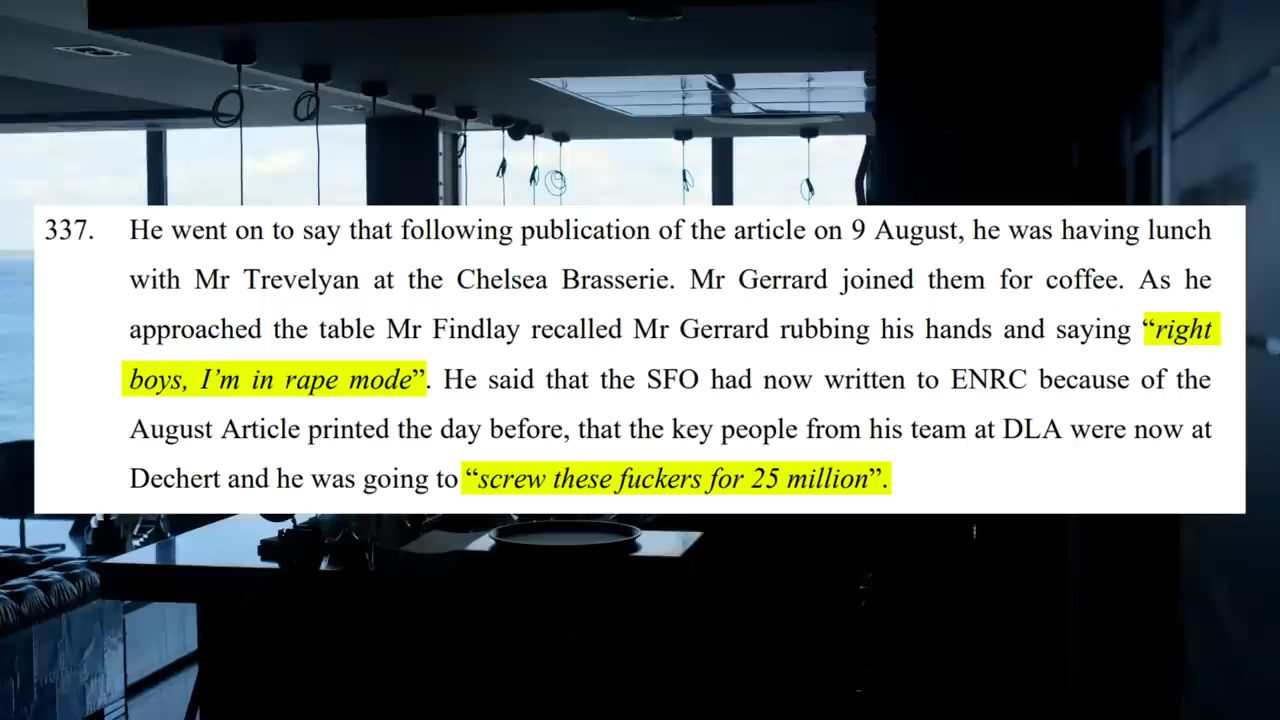 337. He went on to say that following publication of the article on 9 August, he was having lunch
with Mr Trevelyan at the Chelsea Brasserie. Mr Gerrard joined them for coffee. As he
approached the table Mr Findlay recalled Mr Gerrard rubbing his hands and saying “right
boys, I’m in rape mode”. He said that the SFO had now written to ENRC because of the
August Article printed the day before, that the key people from his team at DLA were now at
Dechert and he was going to “screw these fuckers for 25 million”.